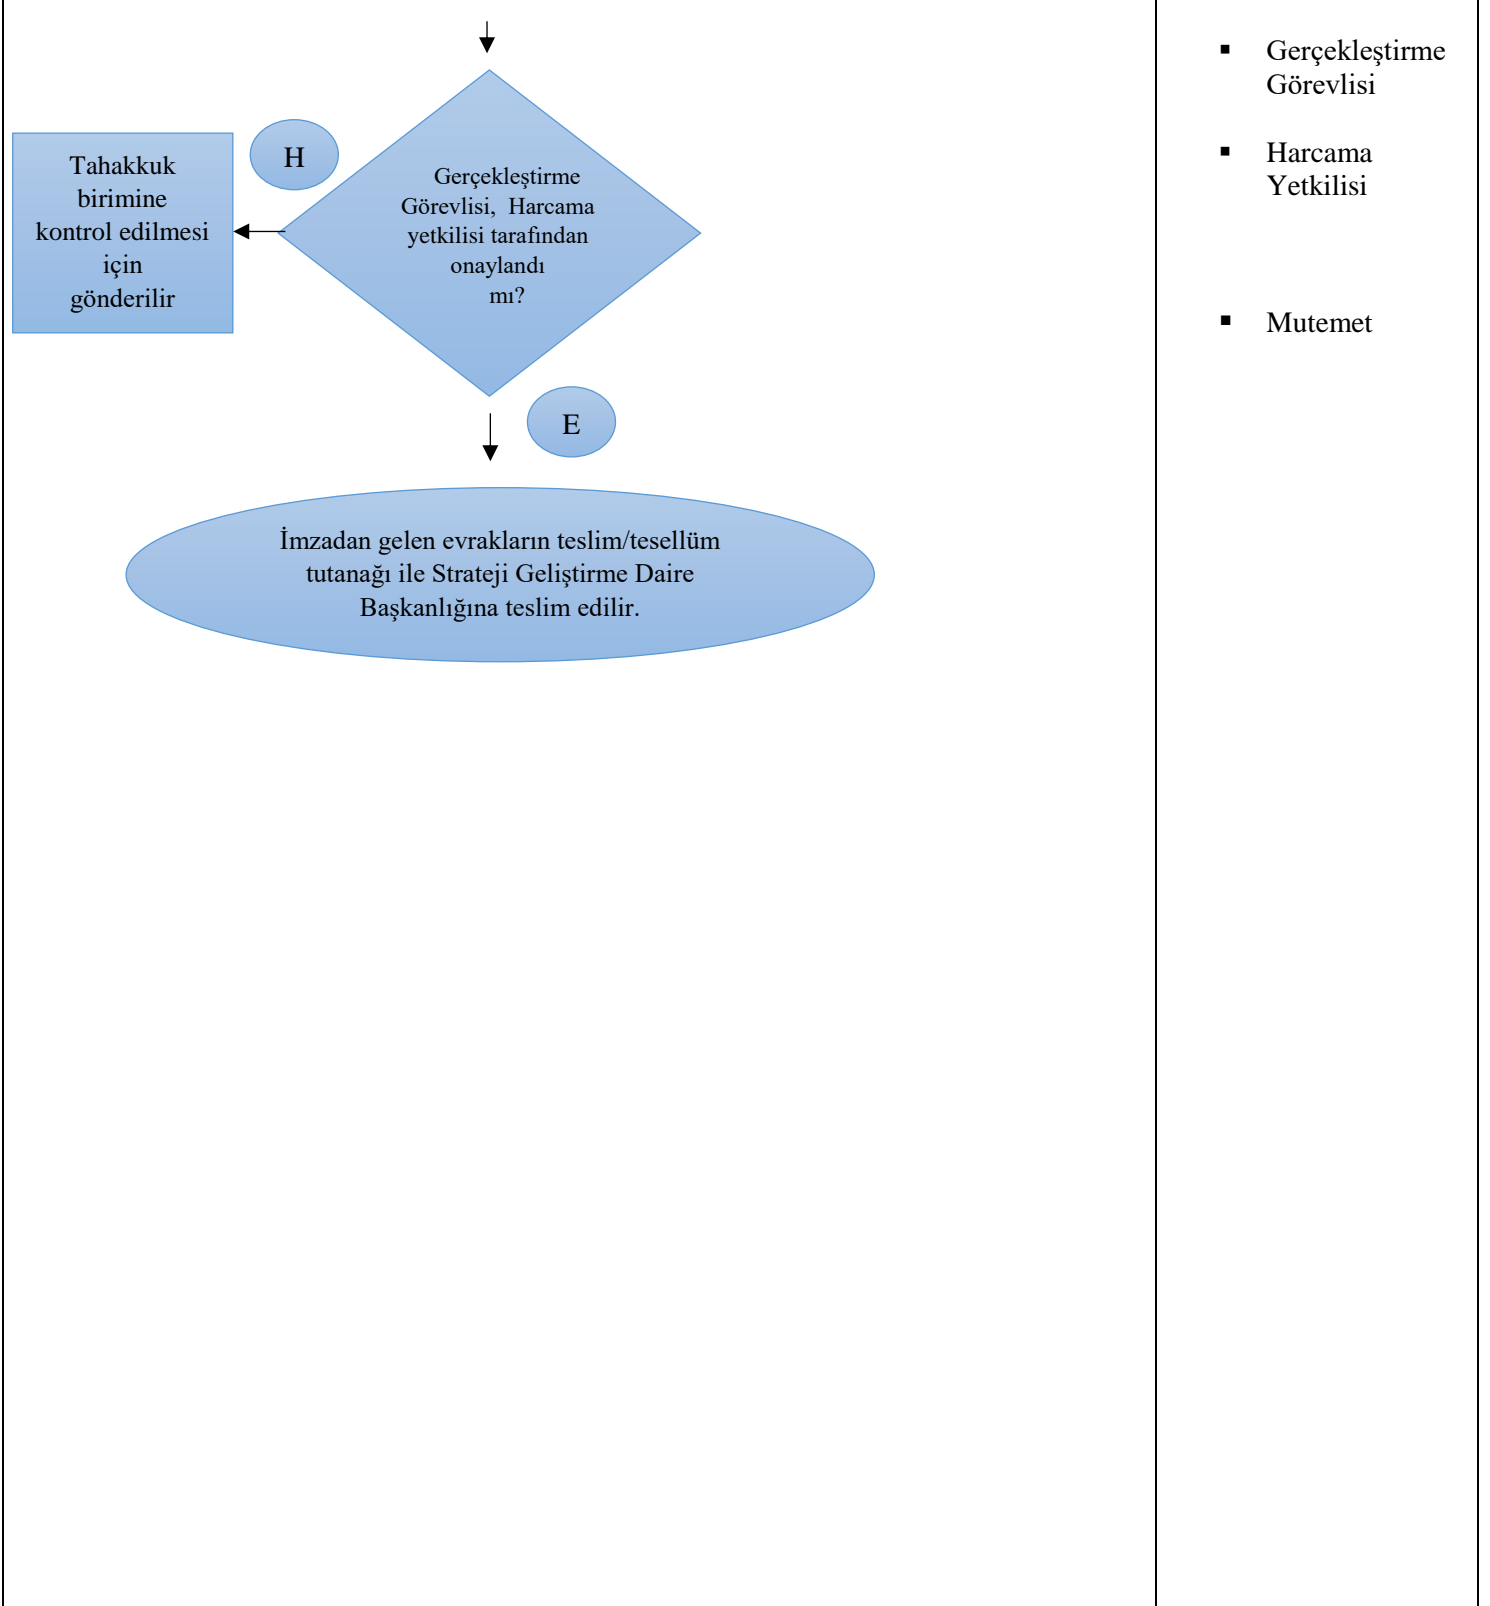 H
Tahakkuk
birimine
kontrol edilmesi
için
gönderilir
Gerçekleştirme
Görevlisi, Harcama
yetkilisi tarafından
onaylandı
mı?
E
İmzadan gelen evrakların teslim/tesellüm
tutanağı ile Strateji Geliştirme Daire
Başkanlığına teslim edilir.
▪ Gerçekleştirme
Görevlisi
▪ Harcama
Yetkilisi
▪ Mutemet